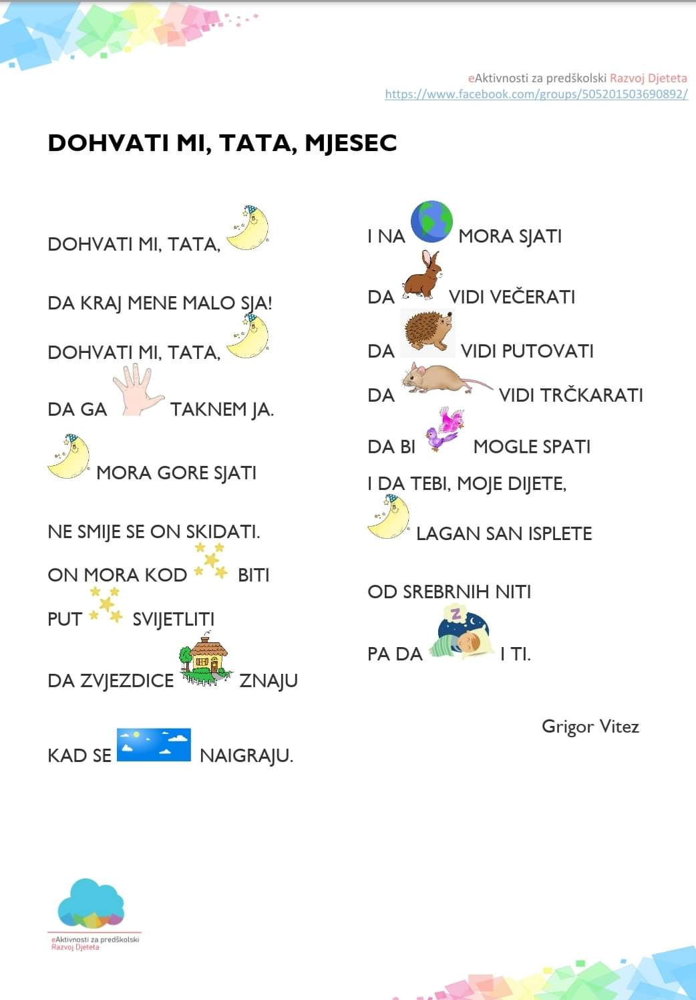 eAktivnosti za predškolski Razvoj Djeteta
https://www.facebook.com/groups/505201503690892/
DOHVATI MI, TATA, MJESEC
DOHVATI MI, TATA,
DA KRAJ MENE MALO SJA!
DOHVATI MI, TATA,
DA GA TAKNEM JA.
MORA GORE SJATI
NE SMIJE SE ON SKIDATI.
ON MORA KOD BITI
PUT SVIJETLITI
DA ZVJEZDICE ZNAJU
KAD SE NAIGRAJU.
I NA MORA SJATI
DA VIDI VEČERATI
DA VIDI PUTOVATI
DA VIDI TRČKARATI
DA BI MOGLE SPATI
I DA TEBI, MOJE DIJETE,
LAGAN SAN ISPLETE
OD SREBRNIH NITI
PA DA Z I TI.
Grigor Vitez
eAktivnosti za predškolski
Razvoj Djeteta